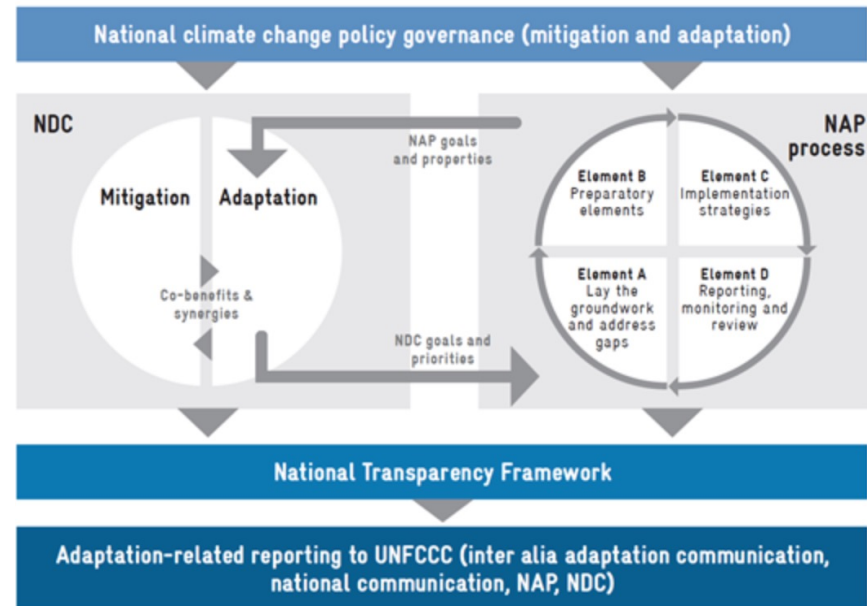 National climate change policy governance (mitigation and adaptation)
NDC
Mitigation
Adaptation
Co-benefits &
synergies
NAP goals
and properties
NDC goals and
priorities
NAP
process
Element B
Preparatory
elements
Element C
Implementation
strategies
Element A
Lay the
groundwork
and address
gaps
Element D
Reporting,
monitoring and
review
National Transparency Framework
Adaptation-related reporting to UNFCCC (inter alia adaptation communication,
national communication, NAP, NDC)